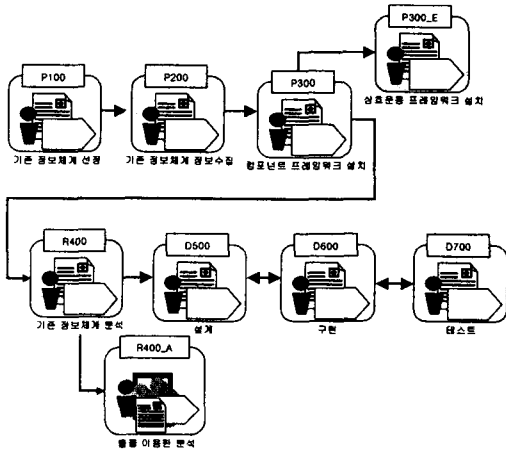 P300_E
상호운용 프레임워크 설치
P100
기존 정보체계 선정
P200
기존 정보체계 정보수집
P300
컴포넌트 프레임워크 설치
R400
기존 정보체계 분석
D500
설계
D600
구현
D700
테스트
R400_A
툴을 이용한 분석